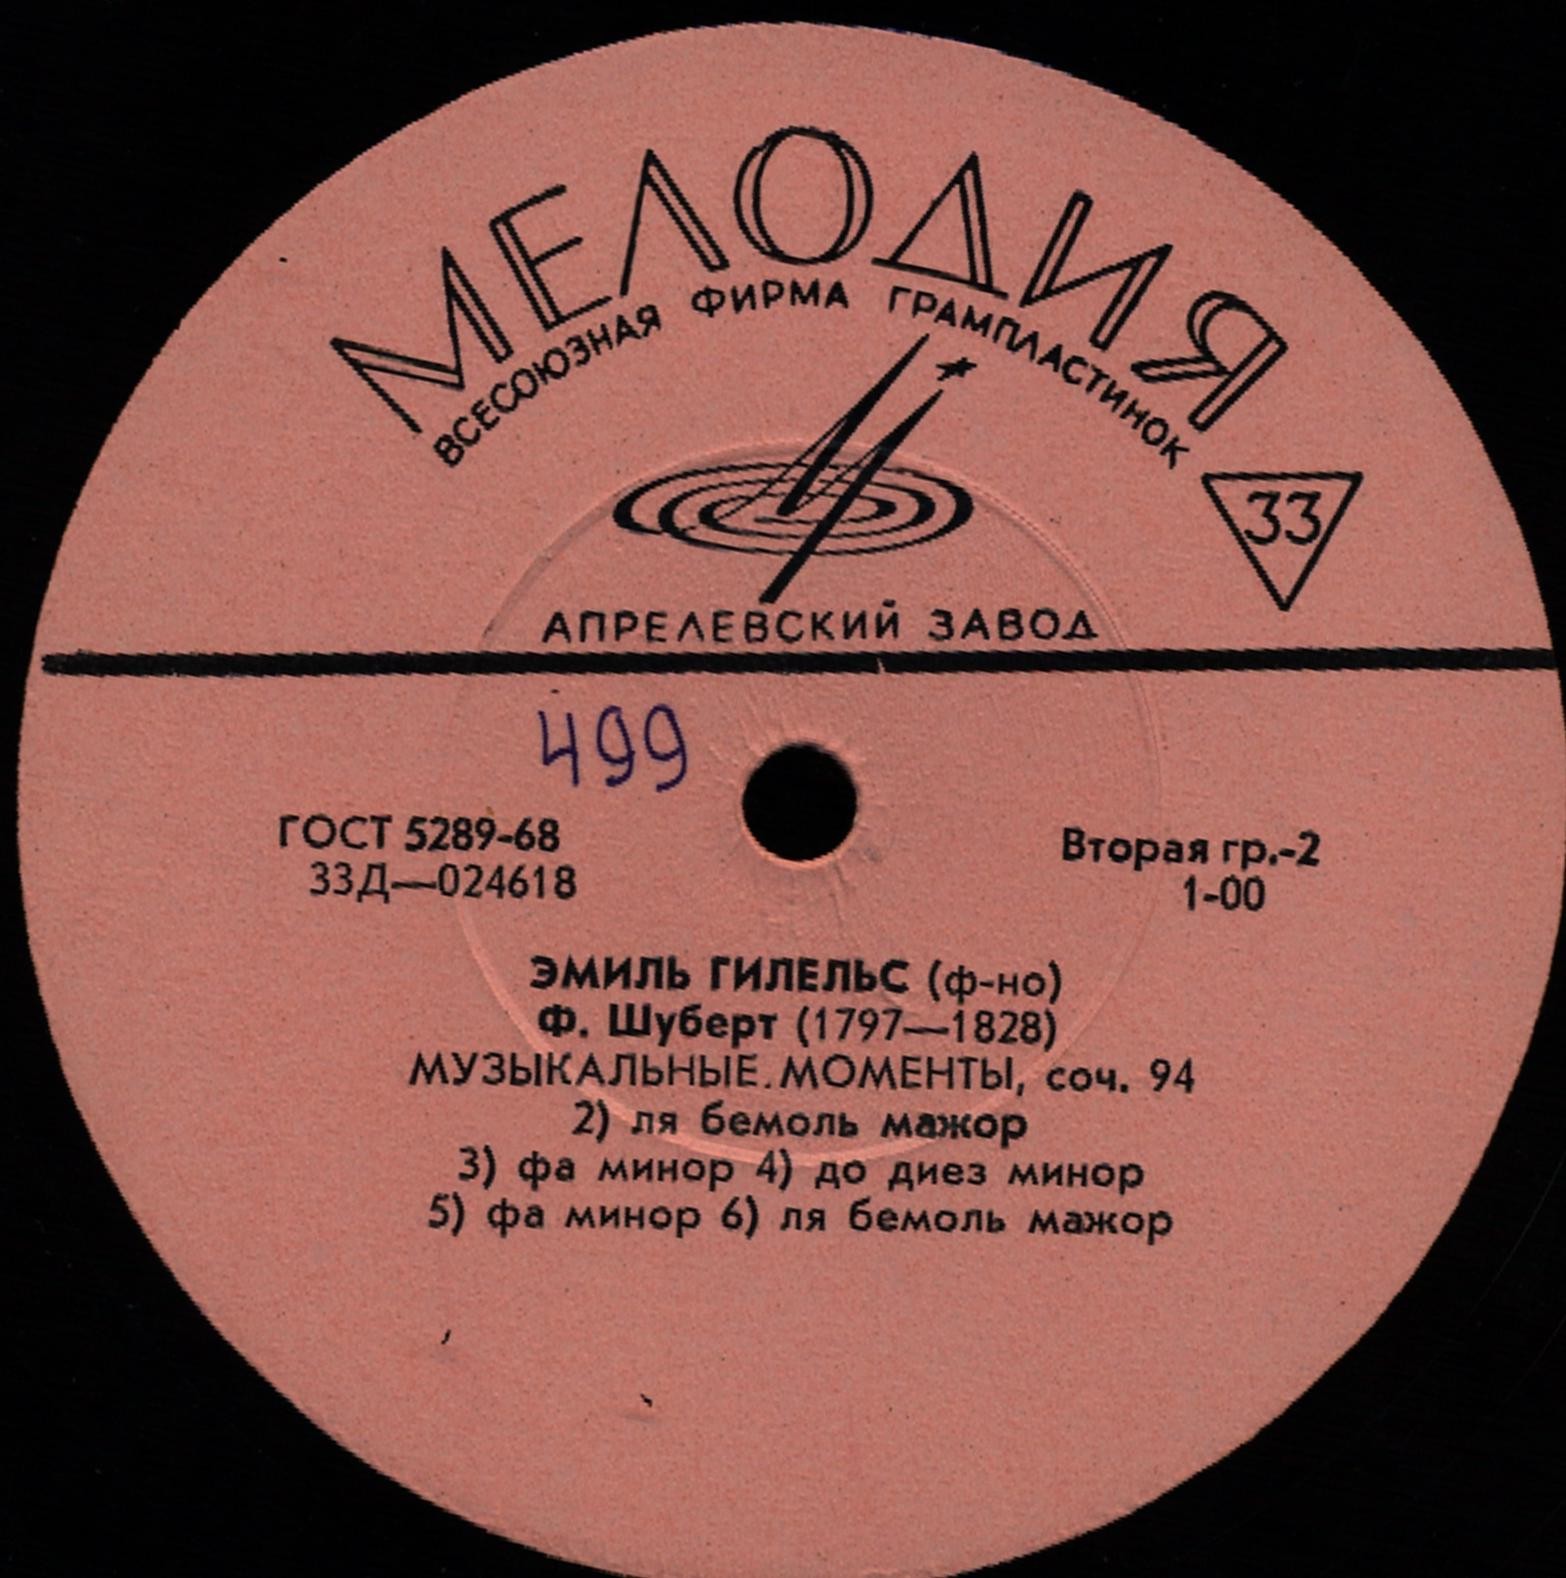 МЕЛОДИЯ
ВСЕСОЮЗНАЯ ФИРМА ГРАМПЛАСТИНОК
33
АПРЕЛЕВСКИЙ ЗАВОД
499
ГОСТ 5289-68
33Д—024618
Вторая гр.-2
1-00
ЭМИЛЬ ГИЛЕЛЬС (ф-но)
Ф. Шуберт (1797—1828)
МУЗЫКАЛЬНЫЕ.МОМЕНТЫ, соч. 94
2) ля бемоль мажор
3) фа минор 4) до диез минор
5) фа минор 6) ля бемоль мажор